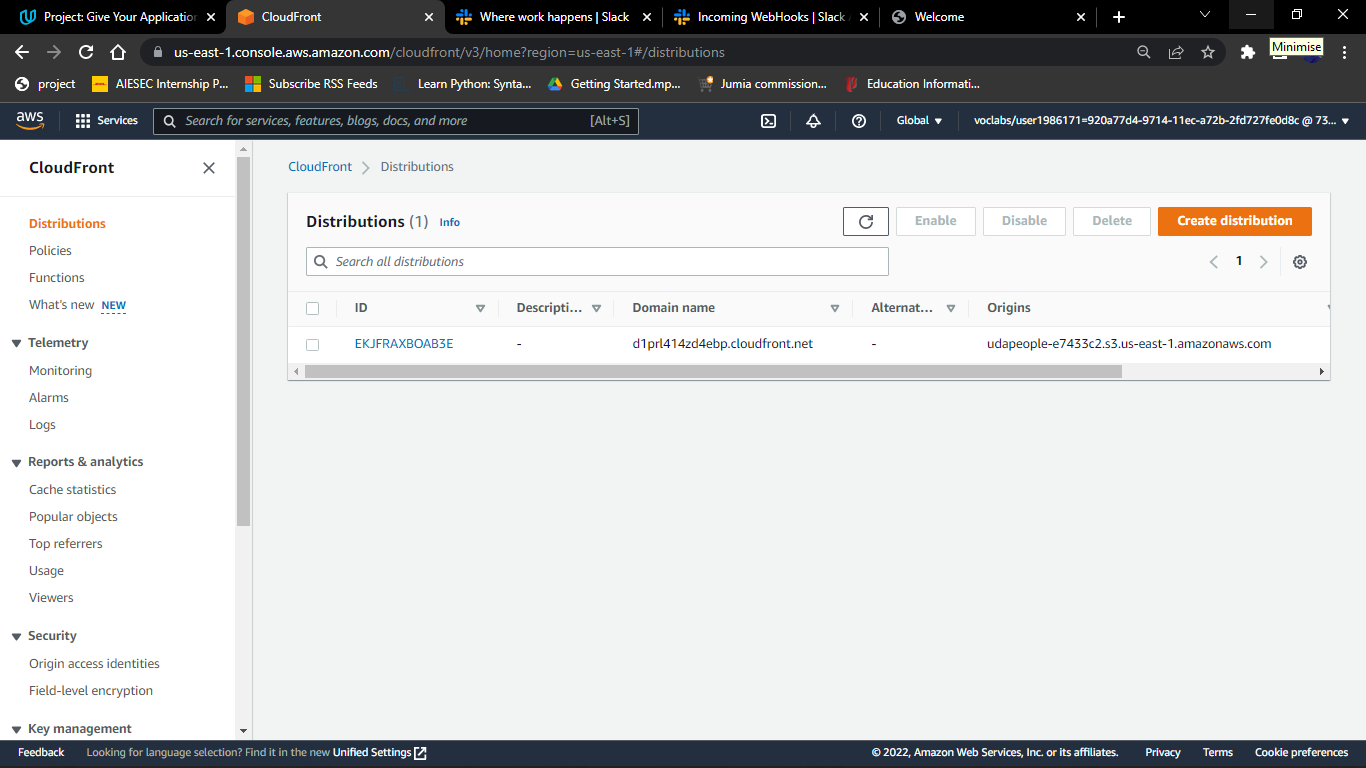 Project: Give Your Application
CloudFront
Where work happens | Slack
Incoming WebHooks | Slack
Welcome
us-east-1.console.aws.amazon.com/cloudfront/v3/home?region=us-east-1#/distributions
Minimise
project
AIESEC Internship P...
Subscribe RSS Feeds
Learn Python: Synta...
Getting Started.mp...
Jumia commission...
Education Informati...
aws
Services
Search for services, features, blogs, docs, and more
[Alt+S]
Global
voclabs/user1986171=920a77d4-9714-11ec-a72b-2fd727fe0d8c @ 73...
CloudFront
Distributions
Policies
Functions
What's new NEW
Telemetry
Monitoring
Alarms
Logs
Reports & analytics
Cache statistics
Popular objects
Top referrers
Usage
Viewers
Security
Origin access identities
Field-level encryption
Key management
CloudFront
Distributions
Distributions (1) Info
Enable
Disable
Delete
Create distribution
Search all distributions
1
ID
Descripti...
Domain name
Alternat...
Origins
EKJFRAXBOAB3E
-
d1prl414zd4ebp.cloudfront.net
-
udapeople-e7433c2.s3.us-east-1.amazonaws.com
Feedback
Looking for language selection? Find it in the new Unified Settings
© 2022, Amazon Web Services, Inc. or its affiliates.
Privacy
Terms
Cookie preferences